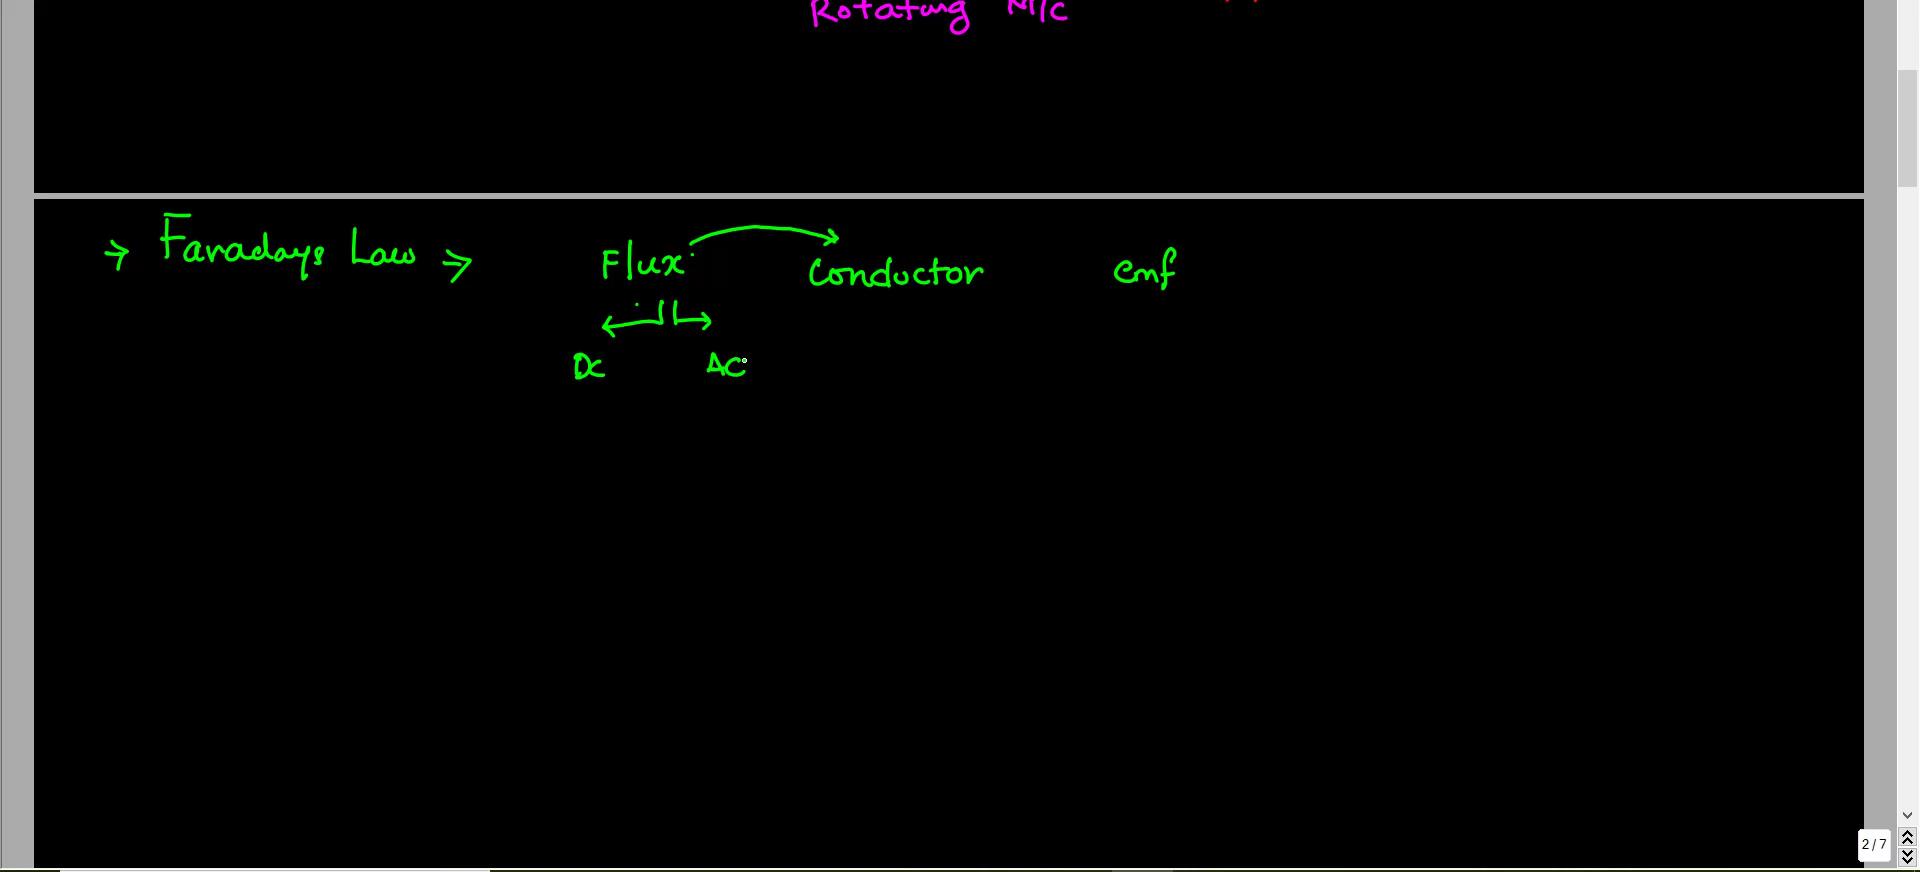 Rotating M/C
→ Faradays Law → Flux Conductor emf
DC AC
2/7